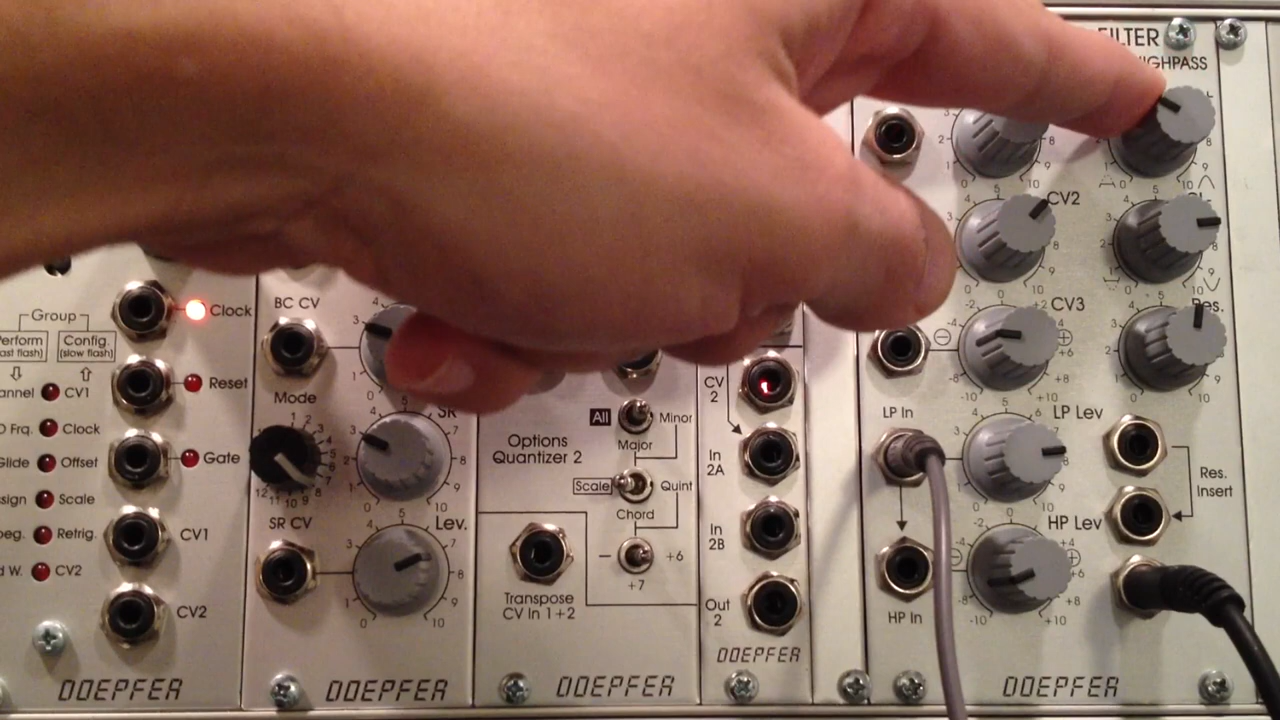 FILTER
HIGHPASS
CV2
CV3
Res.
LP In
LP Lev
Res.
Insert
HP Lev
HP In
DOEPFER
Group
Perform
(fast flash)
Config.
(slow flash)
Clock
CV1
Reset
Clock
Offset
Gate
Scale
Retrig.
CV1
CV2
CV2
DOEPFER
BC CV
Mode
SR
SR CV
Lev.
DOEPFER
All
Minor
Major
Options
Quantizer 2
Scale
Quint
Chord
+6
+7
Transpose
CV In 1+2
DOEPFER
CV
2
In
2A
In
2B
Out
2
DOEPFER